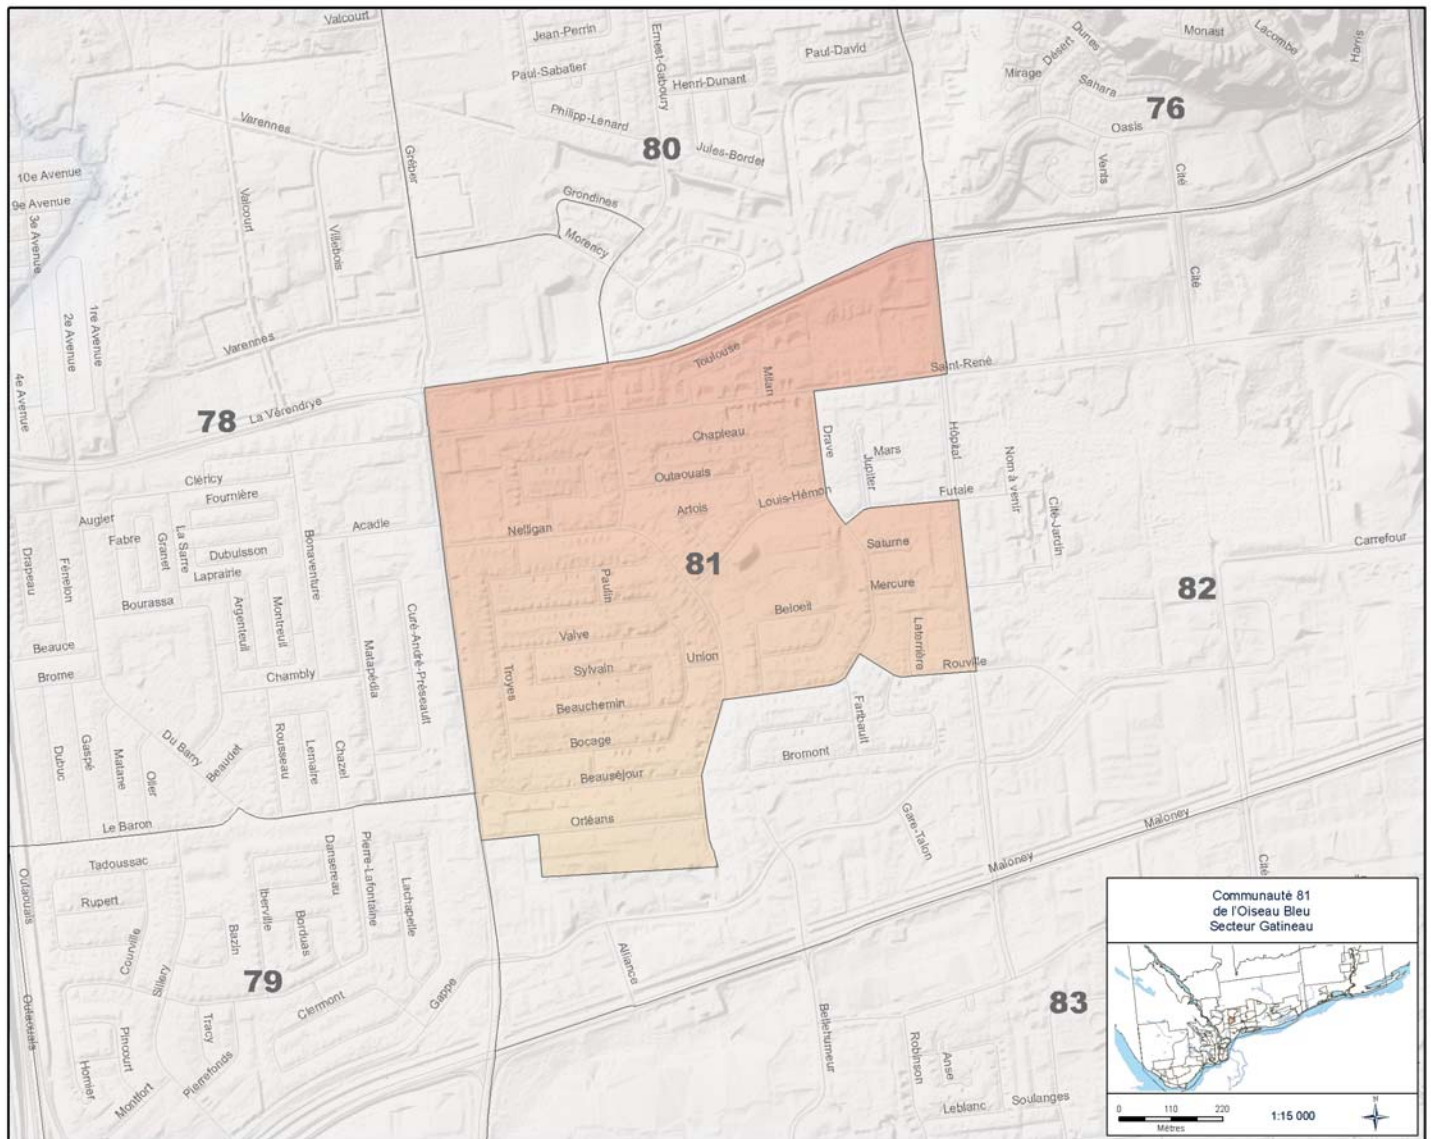 Valcourt
Jean-Perrin
Ernest-Gaboury
Paul-David
Dunes
Désert
Monast
Lacombe
Harris
Paul-Sabatier
Henri-Dunant
Mirage
Sahara
76
Varennes
Philipp-Lenard
80
Jules-Bordet
Oasis
Gréber
Vents
Cité
10e Avenue
9e Avenue
Valcourt
Grondines
3e Avenue
Villebois
Morency
Cité
1re Avenue
2e Avenue
Varennes
Toulouse
Milan
Saint-René
4e Avenue
78
La Vérendrye
Chapleau
Drave
Mars
Jupiter
Hôpital
Nom à venir
Cléricy
Outaouais
Louis-Hémon
Futaie
Fournière
Augier
Fabre
Granet
La Sarre
Acadie
Nelligan
Artois
Cité-Jardin
Bonaventure
Dubuisson
Saturne
Carrefour
Drapeau
Fénelon
Laprairie
81
Paulin
Mercure
82
Bourassa
Argenteuil
Montreuil
Beloeil
Curé-André-Préseault
Valve
Laterrière
Beauce
Matapédia
Union
Rouville
Brome
Chambly
Troyes
Sylvain
Beauchemin
Faribault
Gaspé
Dubuc
Matane
Olier
Du Barry
Beaudet
Rousseau
Lemaire
Chazel
Bocage
Bromont
Beauséjour
Le Baron
Orléans
Gare-Talon
Maloney
Tadoussac
Dansereau
Pierre-Lafontaine
Maloney
Cité
Outaouais
Rupert
Iberville
Lachapelle
Borduas
Courville
Bazin
Sillery
79
Alliance
Gappe
Clermont
Outaouais
Tracy
Pincourt
Bellehumeur
83
Homier
Montfort
Pierrefonds
Robinson
Anse
Leblanc
Soulanges
Communauté 81
de l'Oiseau Bleu
Secteur Gatineau
0 110 220
Mètres
1:15 000
N